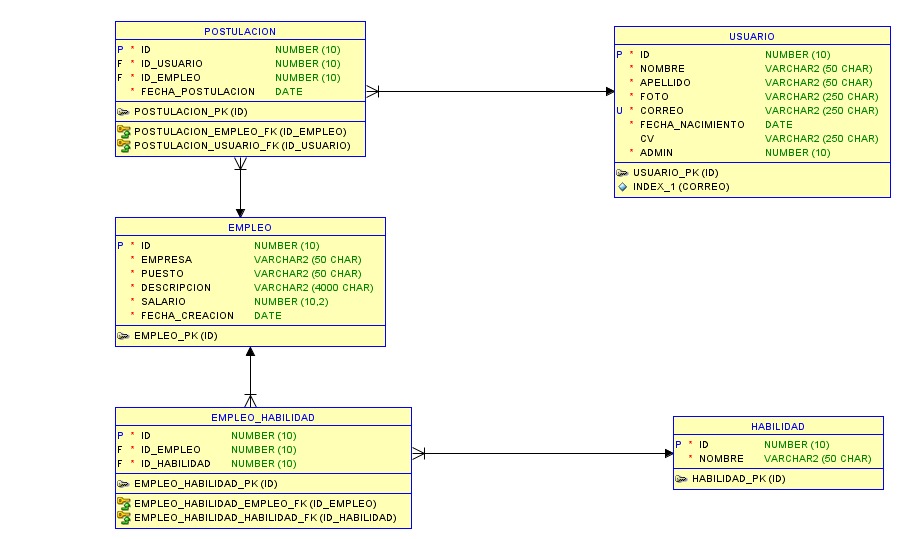 POSTULACION
P * ID NUMBER (10)
F * ID_USUARIO NUMBER (10)
F * ID_EMPLEO NUMBER (10)
* FECHA_POSTULACION DATE
POSTULACION_PK (ID)
POSTULACION_EMPLEO_FK (ID_EMPLEO)
POSTULACION_USUARIO_FK (ID_USUARIO)
USUARIO
P * ID NUMBER (10)
* NOMBRE VARCHAR2 (50 CHAR)
* APELLIDO VARCHAR2 (50 CHAR)
* FOTO VARCHAR2 (250 CHAR)
U * CORREO VARCHAR2 (250 CHAR)
* FECHA_NACIMIENTO DATE
CV VARCHAR2 (250 CHAR)
* ADMIN NUMBER (10)
USUARIO_PK (ID)
INDEX_1 (CORREO)
EMPLEO
P * ID NUMBER (10)
* EMPRESA VARCHAR2 (50 CHAR)
* PUESTO VARCHAR2 (50 CHAR)
* DESCRIPCION VARCHAR2 (4000 CHAR)
* SALARIO NUMBER (10,2)
* FECHA_CREACION DATE
EMPLEO_PK (ID)
EMPLEO_HABILIDAD
P * ID NUMBER (10)
F * ID_EMPLEO NUMBER (10)
F * ID_HABILIDAD NUMBER (10)
EMPLEO_HABILIDAD_PK (ID)
EMPLEO_HABILIDAD_EMPLEO_FK (ID_EMPLEO)
EMPLEO_HABILIDAD_HABILIDAD_FK (ID_HABILIDAD)
HABILIDAD
P * ID NUMBER (10)
* NOMBRE VARCHAR2 (50 CHAR)
HABILIDAD_PK (ID)